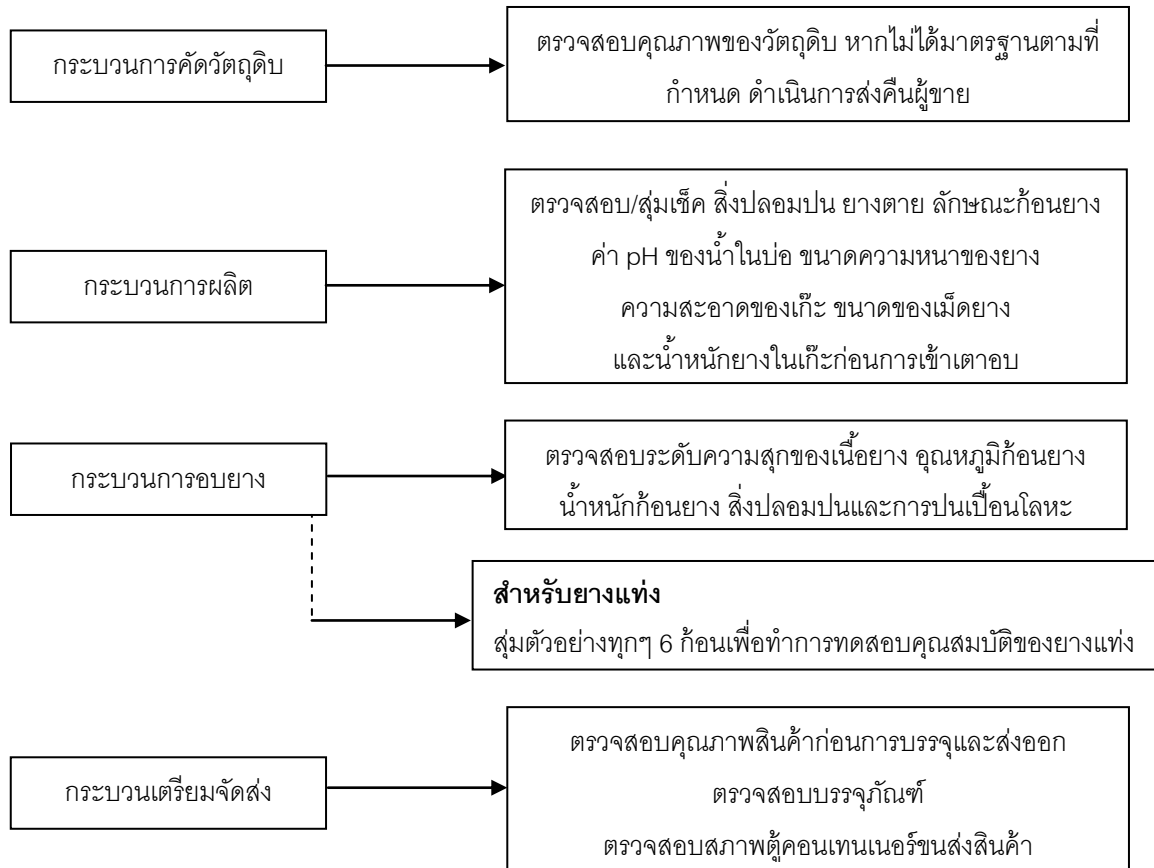 กระบวนการคัดวัตถุดิบ
ตรวจสอบคุณภาพของวัตถุดิบ หากไม่ได้มาตรฐานตามที่
กำหนด ดำเนินการส่งคืนผู้ขาย
กระบวนการผลิต
ตรวจสอบ/สุ่มเช็ค สิ่งปลอมปน ยางตาย ลักษณะก้อนยาง
ค่า pH ของน้ำในบ่อ ขนาดความหนาของยาง
ความสะอาดของเก๊ะ ขนาดของเม็ดยาง
และน้ำหนักยางในเก๊ะก่อนการเข้าเตาอบ
กระบวนการอบยาง
ตรวจสอบระดับความสุกของเนื้อยาง อุณหภูมิก้อนยาง
น้ำหนักก้อนยาง สิ่งปลอมปนและการปนเปื้อนโลหะ
สำหรับยางแท่ง
สุ่มตัวอย่างทุกๆ 6 ก้อนเพื่อทำการทดสอบคุณสมบัติของยางแท่ง
กระบวนเตรียมจัดส่ง
ตรวจสอบคุณภาพสินค้าก่อนการบรรจุและส่งออก
ตรวจสอบบรรจุภัณฑ์
ตรวจสอบสภาพตู้คอนเทนเนอร์ขนส่งสินค้า